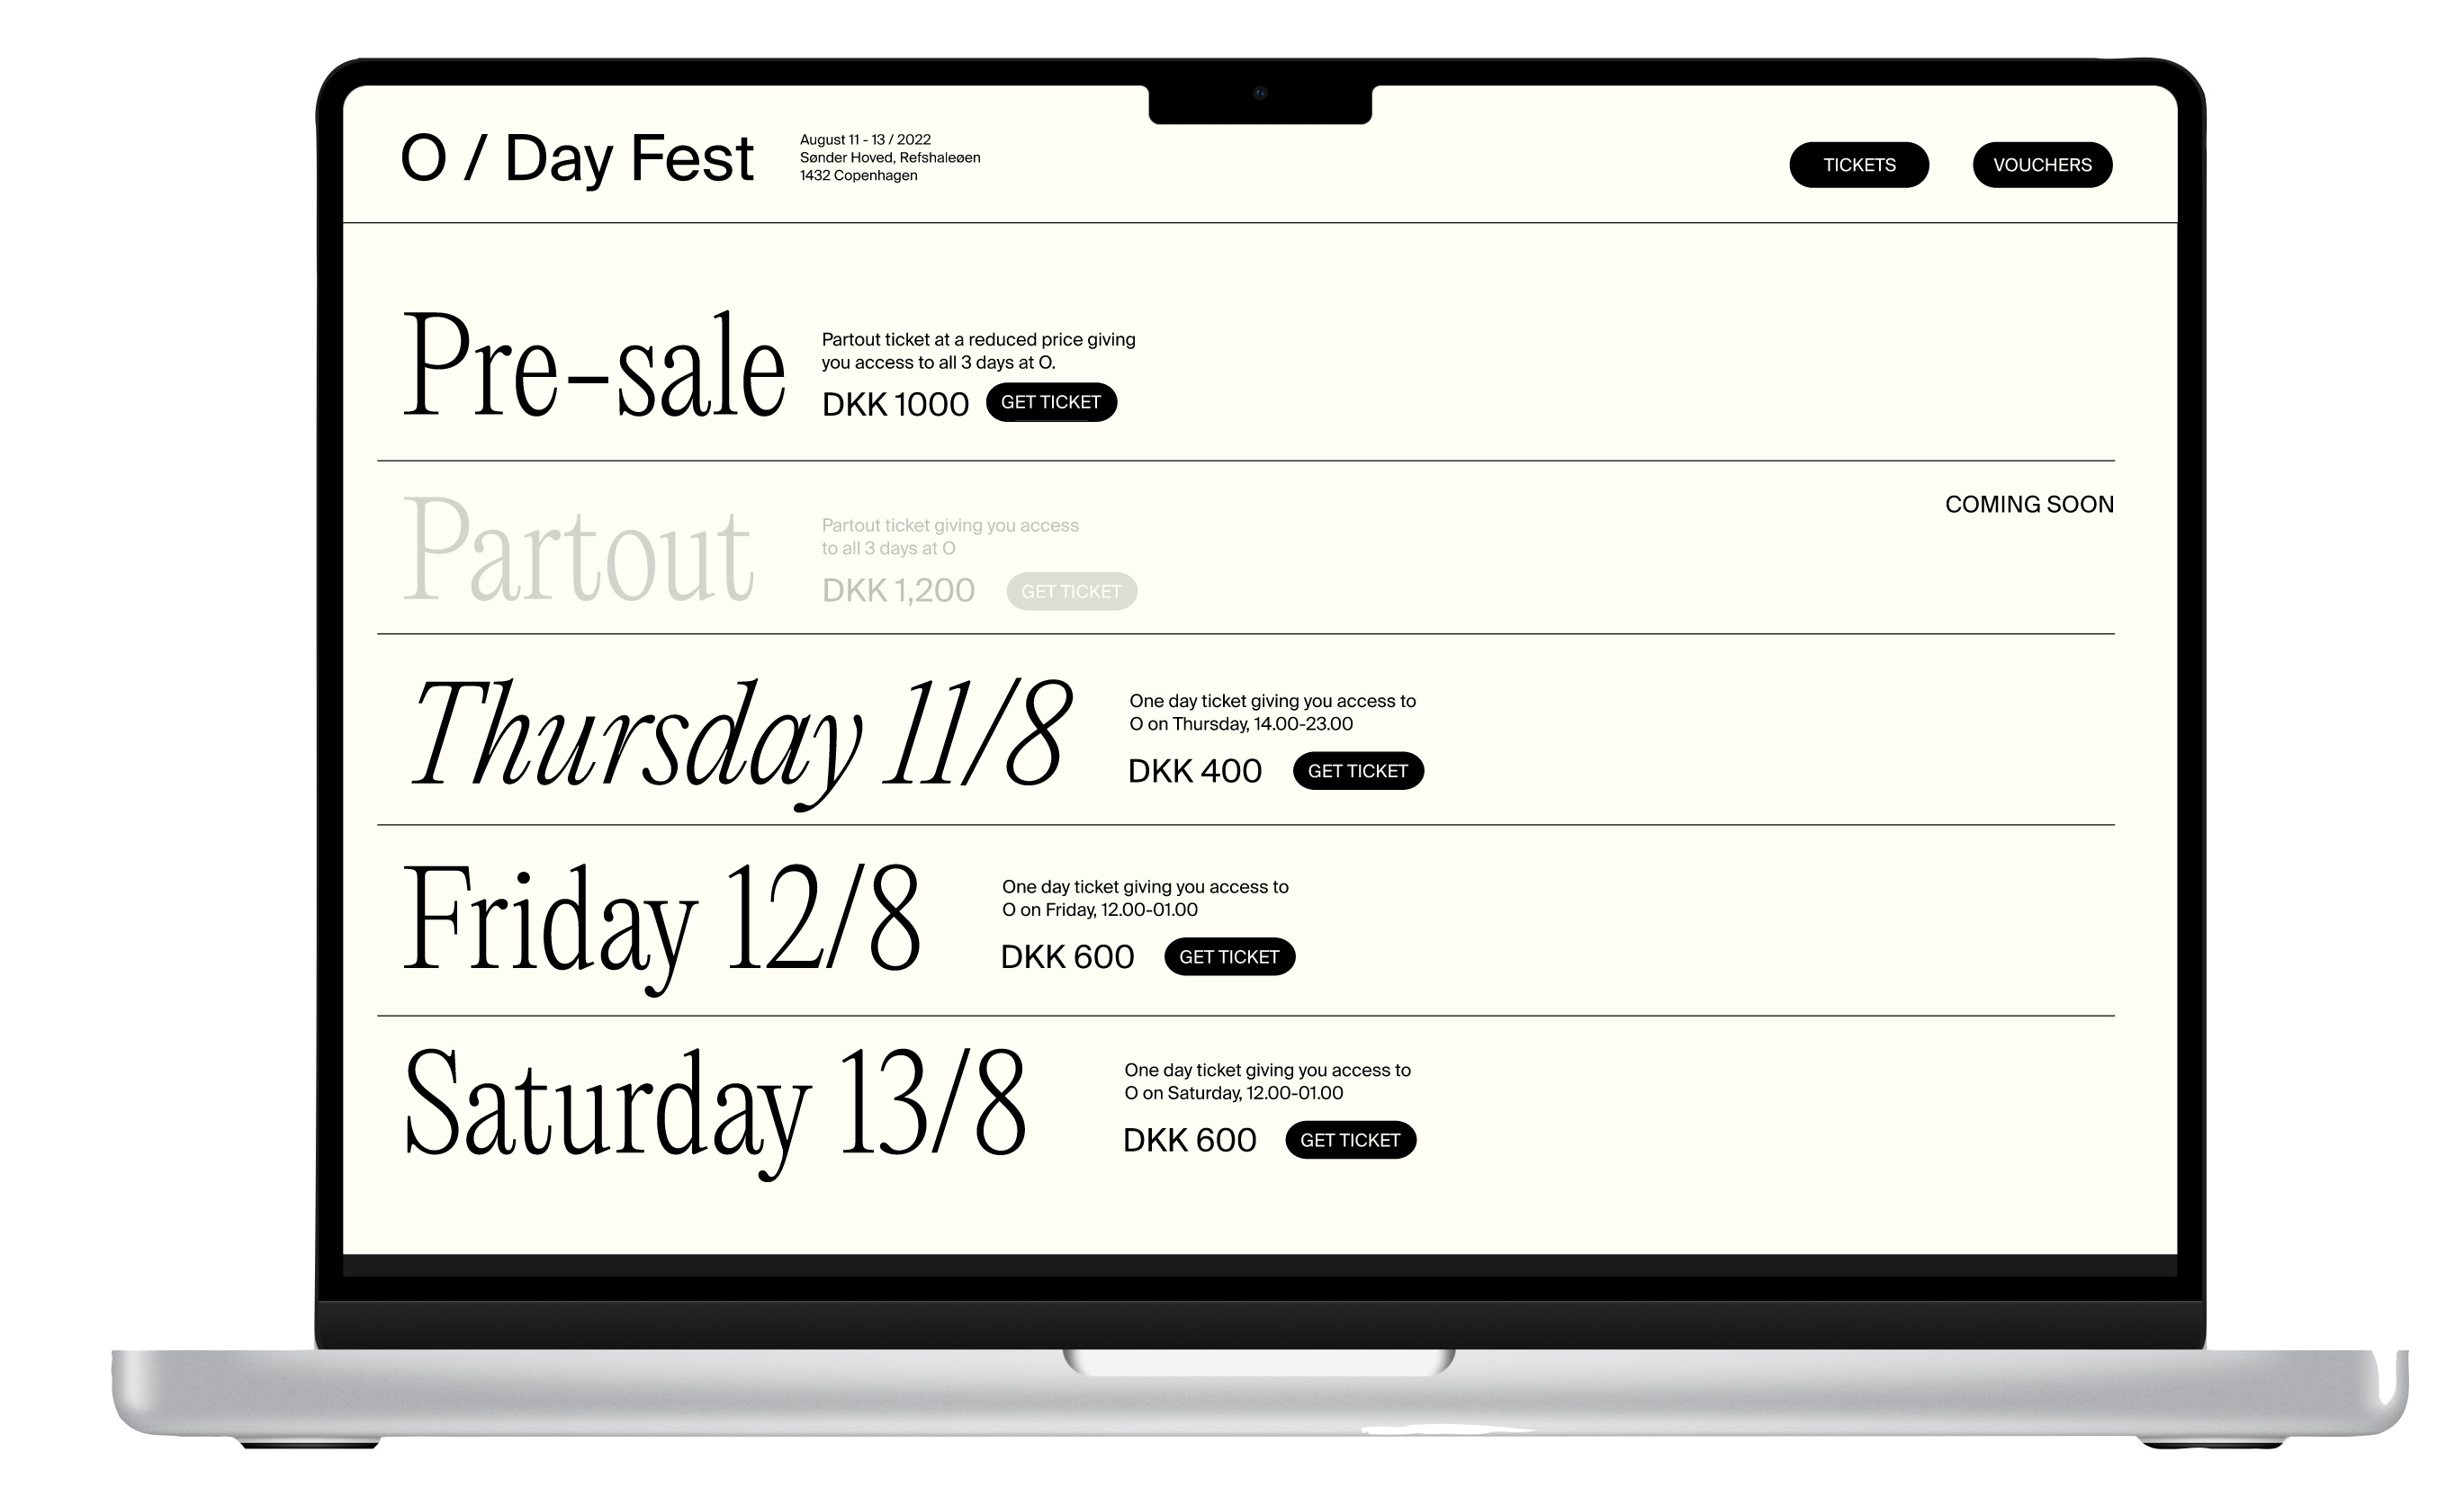 O / Day Fest
August 11 - 13 / 2022
Sønder Hoved, Refshaleøen
1432 Copenhagen
TICKETS
VOUCHERS
Pre-sale
Partout ticket at a reduced price giving
you access to all 3 days at O.
DKK 1000
GET TICKET
Partout
Partout ticket giving you access
to all 3 days at O
DKK 1,200
GET TICKET
COMING SOON
Thursday 11/8
One day ticket giving you access to
O on Thursday, 14.00-23.00
DKK 400
GET TICKET
Friday 12/8
One day ticket giving you access to
O on Friday, 12.00-01.00
DKK 600
GET TICKET
Saturday 13/8
One day ticket giving you access to
O on Saturday, 12.00-01.00
DKK 600
GET TICKET